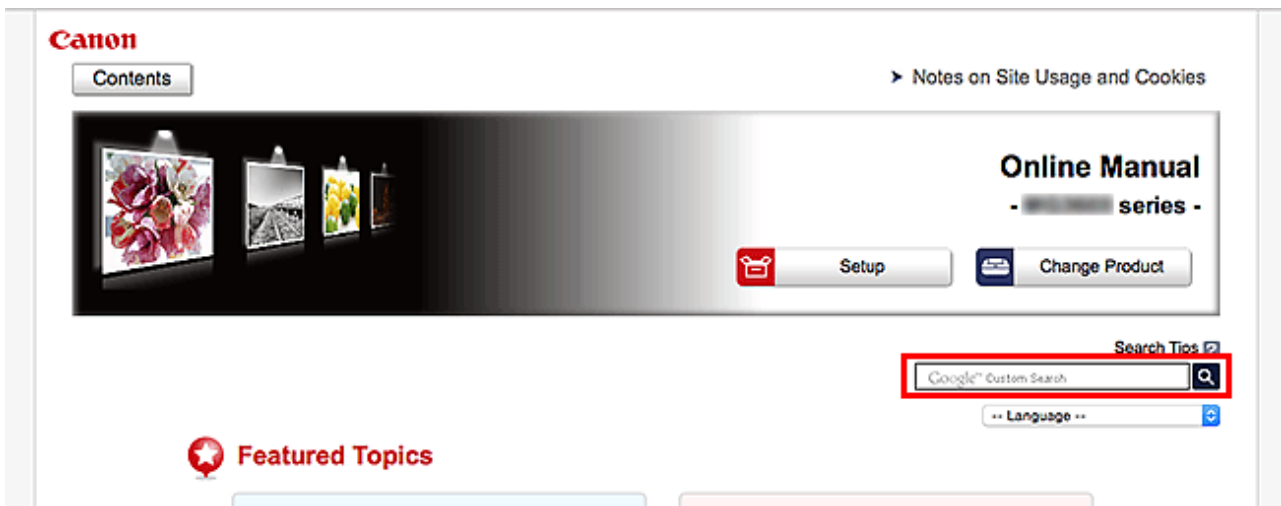 Canon
Contents
Notes on Site Usage and Cookies
Online Manual
- series -
Setup
Change Product
Search Tips
Google™ Custom Search
-- Language --
Featured Topics